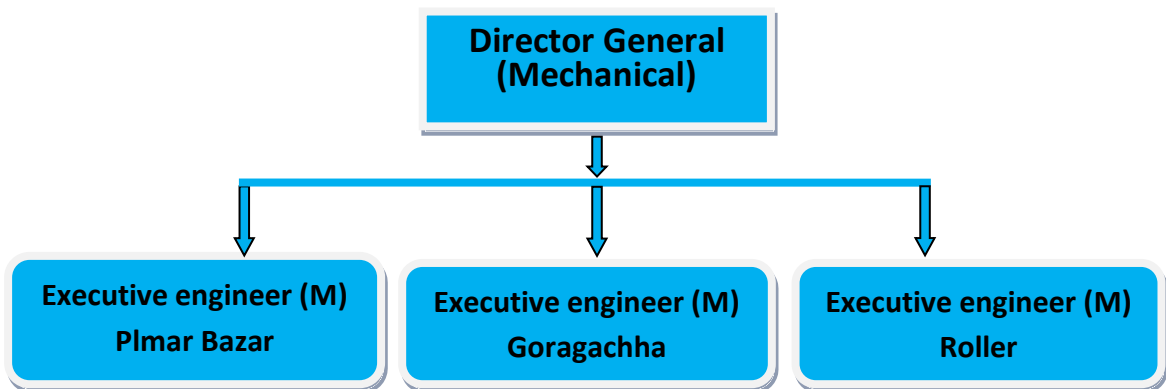 Director General
(Mechanical)
Executive engineer (M)
Plmar Bazar
Executive engineer (M)
Goragachha
Executive engineer (M)
Roller